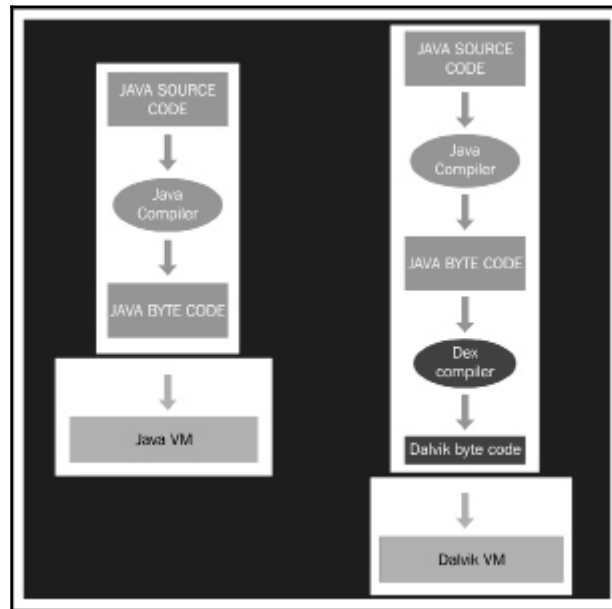 JAVA SOURCE
CODE
Java
Compiler
JAVA BYTE CODE
Java VM
JAVA SOURCE
CODE
Java
Compiler
JAVA BYTE CODE
Dex
compiler
Dalvik byte code
Dalvik VM